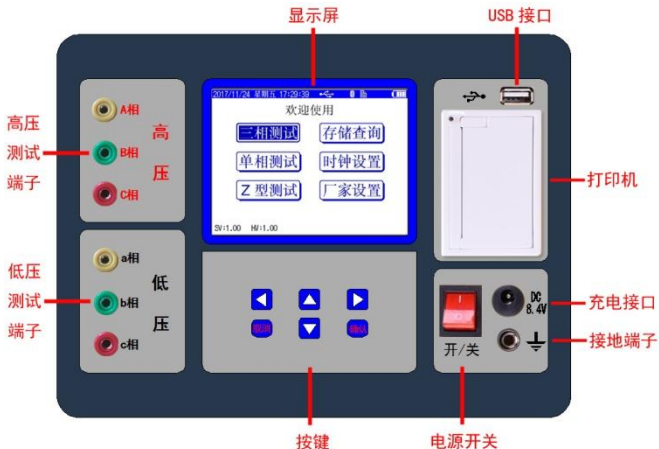 显示屏
USB 接口
高压
测试
端子
A相
B相
C相
高
压
2017/11/24 星期五 17:29:39
欢迎使用
三相测试
存储查询
单相测试
时钟设置
Z 型测试
厂家设置
SV:1.00 HV:1.00
打印机
低压
测试
端子
a相
b相
c相
低
压
取消
确认
开/关
DC
8.4V
充电接口
接地端子
按键
电源开关